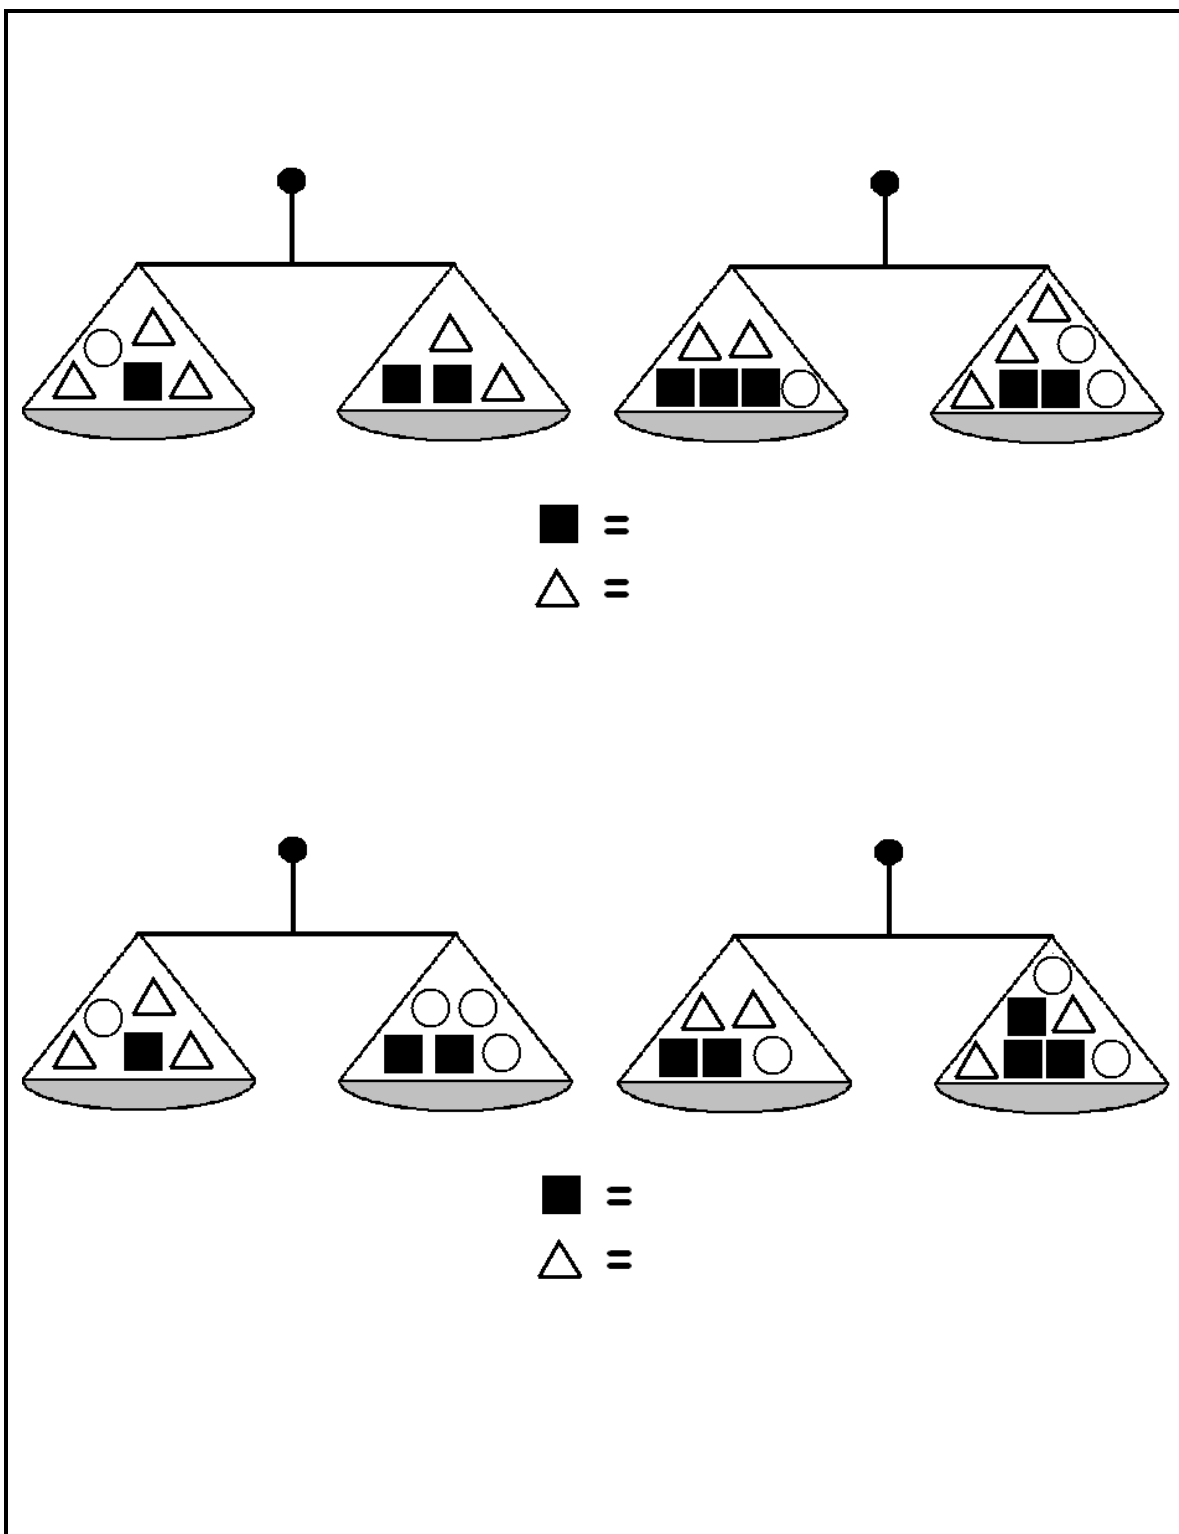 ■ =
△ =
■ =
△ =